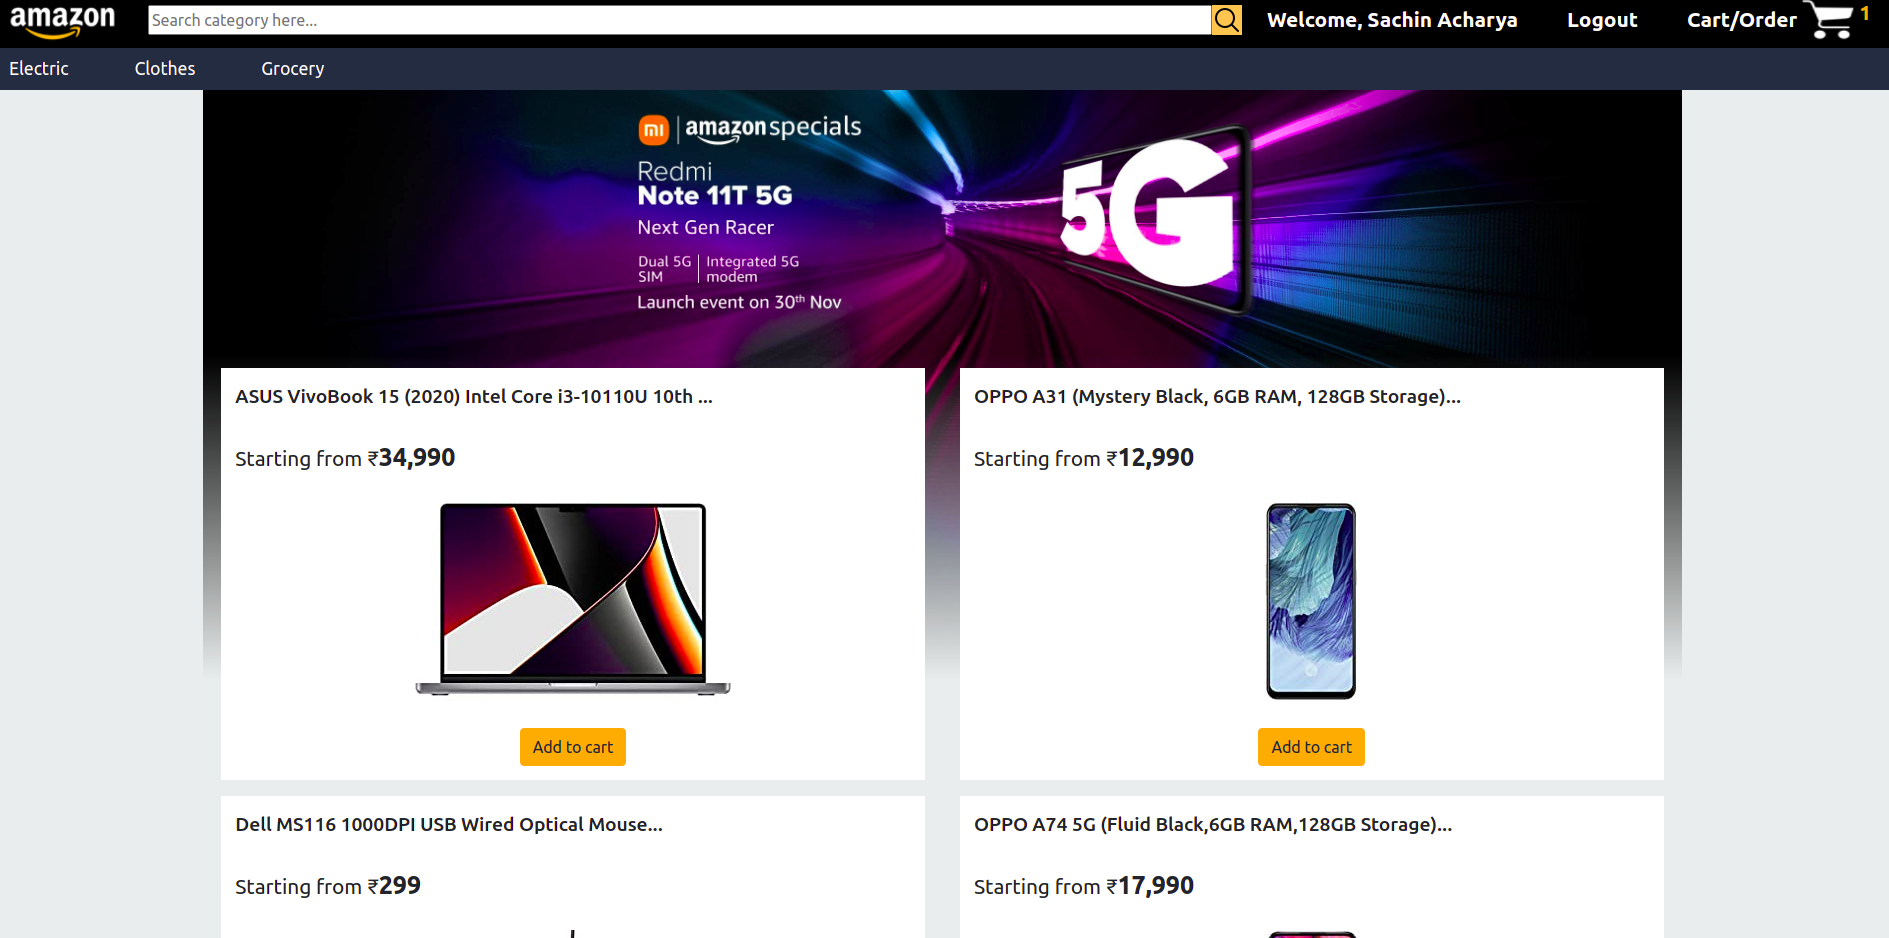 amazon
Search category here...
Welcome, Sachin Acharya
Logout
Cart/Order
1
Electric
Clothes
Grocery
mi | amazon specials
Redmi
Note 11T 5G
Next Gen Racer
Dual 5G SIM | Integrated 5G modem
Launch event on 30th Nov
5G
ASUS VivoBook 15 (2020) Intel Core i3-10110U 10th ...
Starting from ₹34,990
Add to cart
OPPO A31 (Mystery Black, 6GB RAM, 128GB Storage)...
Starting from ₹12,990
Add to cart
Dell MS116 1000DPI USB Wired Optical Mouse...
Starting from ₹299
OPPO A74 5G (Fluid Black,6GB RAM,128GB Storage)...
Starting from ₹17,990